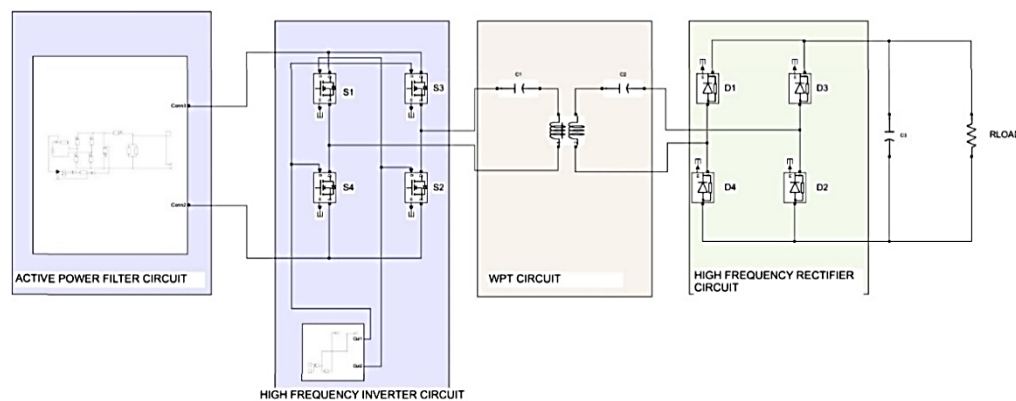 Conn1
Conn2
ACTIVE POWER FILTER CIRCUIT
S1
S3
S4
S2
Out1
HIGH FREQUENCY INVERTER CIRCUIT
C1
C2
WPT CIRCUIT
D1
D3
D4
D2
HIGH FREQUENCY RECTIFIER
CIRCUIT
C3
RLOAD